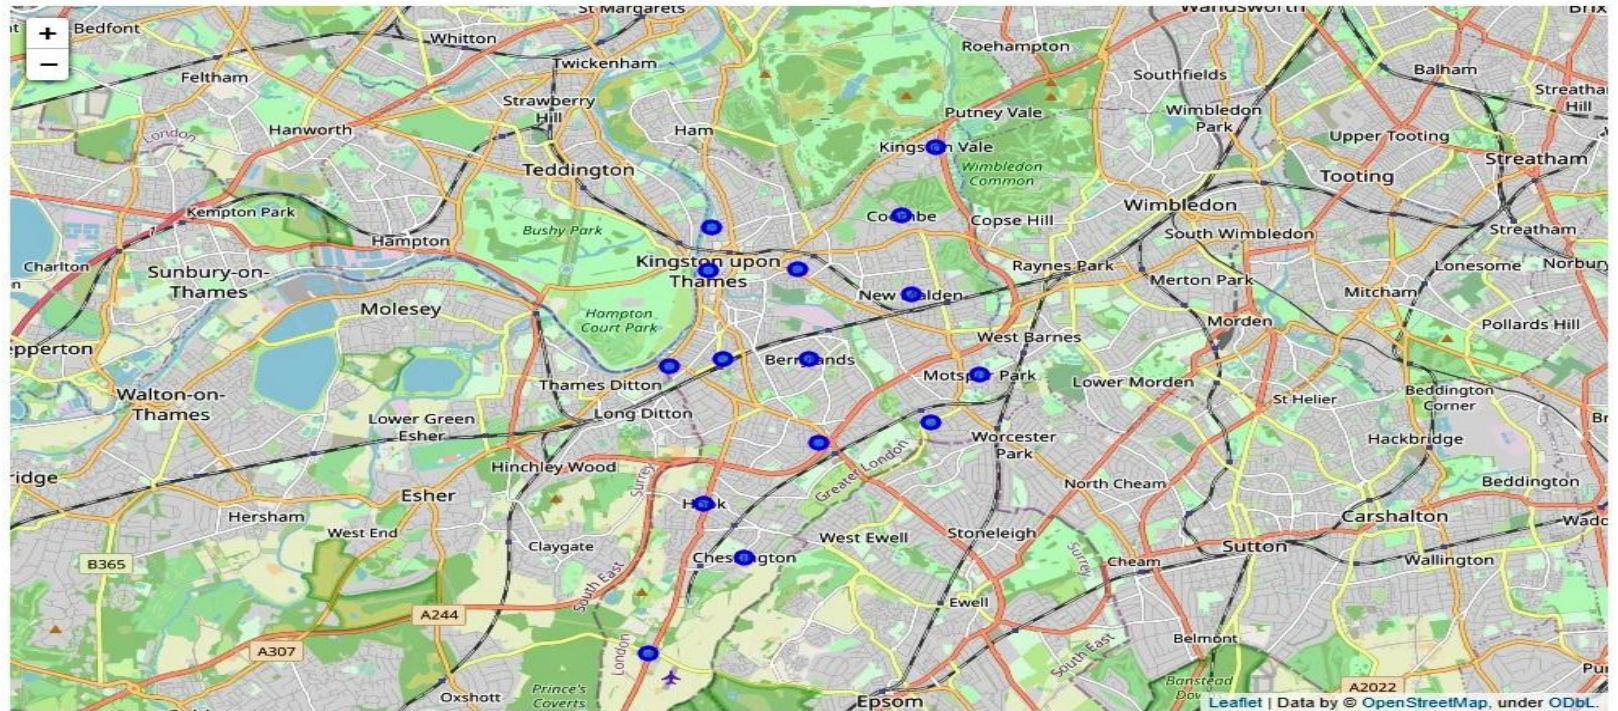 +
−
Bedfont
St Margarets
Wandsworth
Whitton
Roehampton
Twickenham
Feltham
Southfields
Balham
Strawberry
Hill
Streatha
Hill
Putney Vale
Wimbledon
Park
London
Hanworth
Ham
Upper Tooting
Streatham
Wimbledon
Common
Teddington
Tooting
Kempton Park
Wimbledon
Copse Hill
Bushy Park
Hampton
South Wimbledon
Streatham
Charlton
Sunbury-on-
Thames
Kingston upon
Thames
Raynes Park
Lonesome
Norbury
Merton Park
Mitcham
Molesey
Hampton
Court Park
Morden
Pollards Hill
West Barnes
epperton
Thames Ditton
Lower Morden
Walton-on-
Thames
St Helier
Beddington
Corner
Lower Green
Esher
Long Ditton
Worcester
Park
Hackbridge
Hinchley Wood
Surrey
Greater London
ridge
North Cheam
Beddington
Esher
Hersham
Carshalton
West End
Stoneleigh
West Ewell
Claygate
Sutton
Wallington
B365
Surrey
Cheam
South East
Ewell
A244
Belmont
London
A307
South East
Oxshott
Prince's
Coverts
Banstead
A2022
Epsom
Leaflet | Data by © OpenStreetMap, under ODbL.